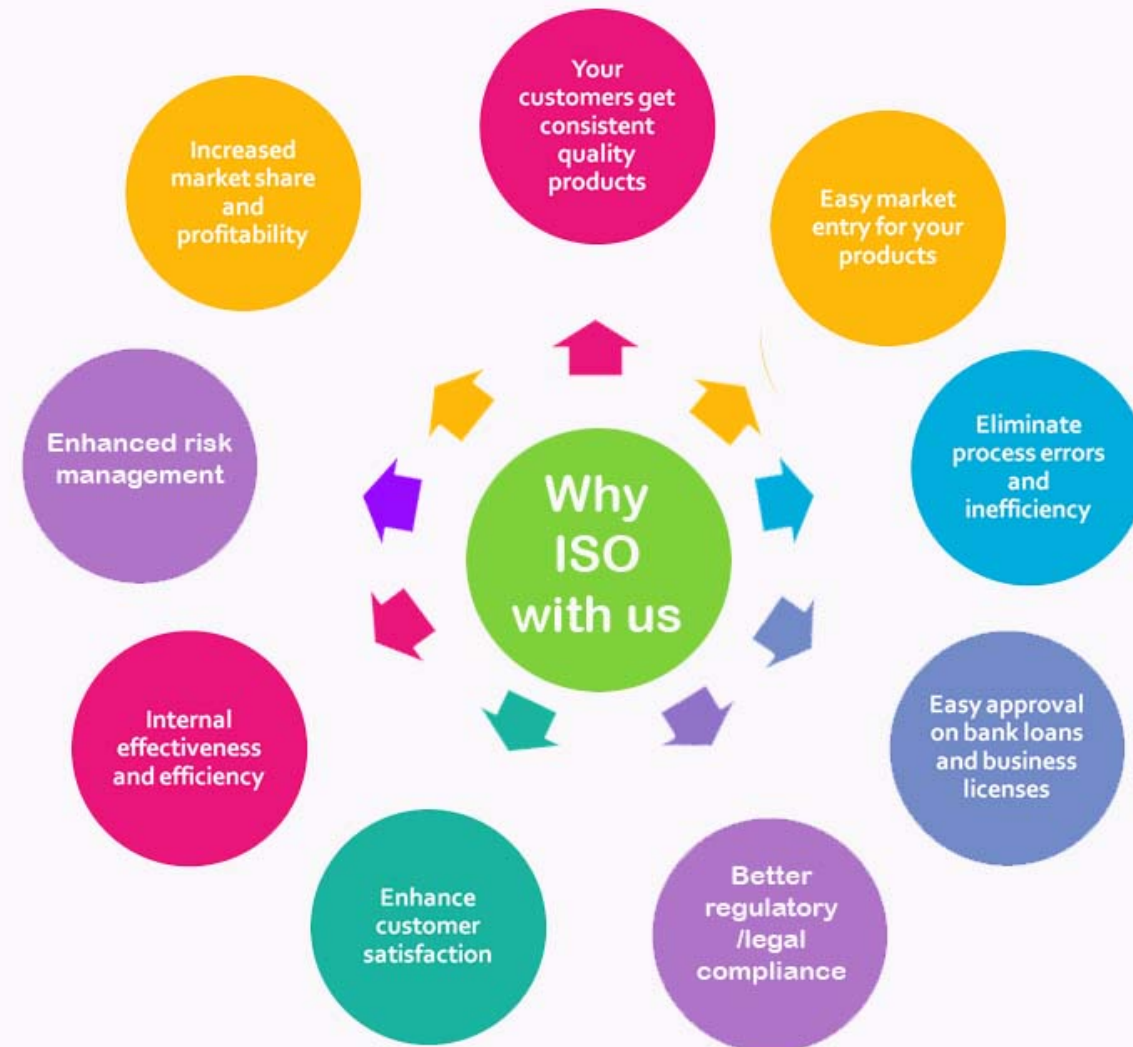 Your
customers get
consistent
quality
products
Easy market
entry for your
products
Eliminate
process errors
and
inefficiency
Easy approval
on bank loans
and business
licenses
Better
regulatory
/legal
compliance
Enhance
customer
satisfaction
Internal
effectiveness
and efficiency
Enhanced risk
management
Increased
market share
and
profitability
Why
ISO
with us